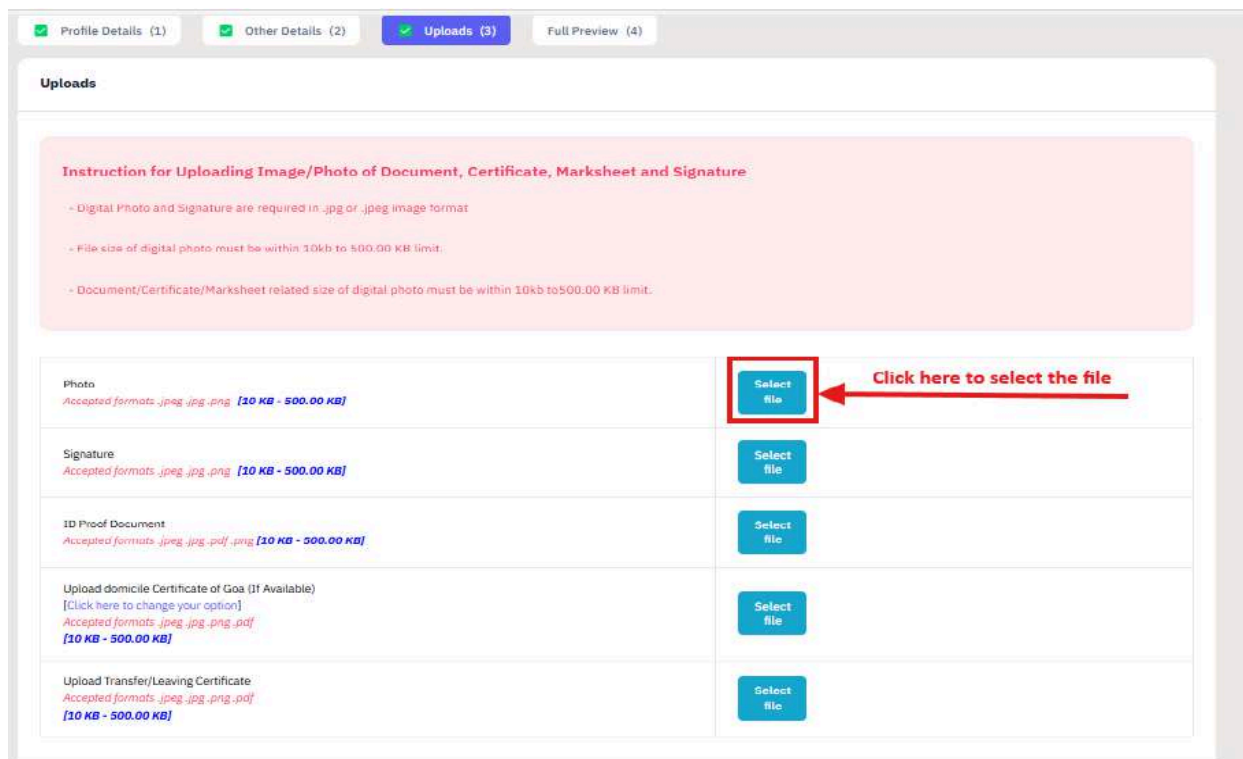 Profile Details (1) Other Details (2) Uploads (3) Full Preview (4)
Uploads
Instruction for Uploading Image/Photo of Document, Certificate, Marksheet and Signature
- Digital Photo and Signature are required in .jpg or .jpeg image format
- File size of digital photo must be within 10kb to 500.00 KB limit.
- Document/Certificate/Marksheet related size of digital photo must be within 10kb to500.00 KB limit.
Photo
Accepted formats .jpeg .jpg .png [10 KB - 500.00 KB]
Select
file
Click here to select the file
Signature
Accepted formats .jpeg .jpg .png [10 KB - 500.00 KB]
Select
file
ID Proof Document
Accepted formats .jpeg .jpg .pdf .png [10 KB - 500.00 KB]
Select
file
Upload domicile Certificate of Goa (If Available)
[Click here to change your option]
Accepted formats .jpeg .jpg .png .pdf
[10 KB - 500.00 KB]
Select
file
Upload Transfer/Leaving Certificate
Accepted formats .jpeg .jpg .png .pdf
[10 KB - 500.00 KB]
Select
file